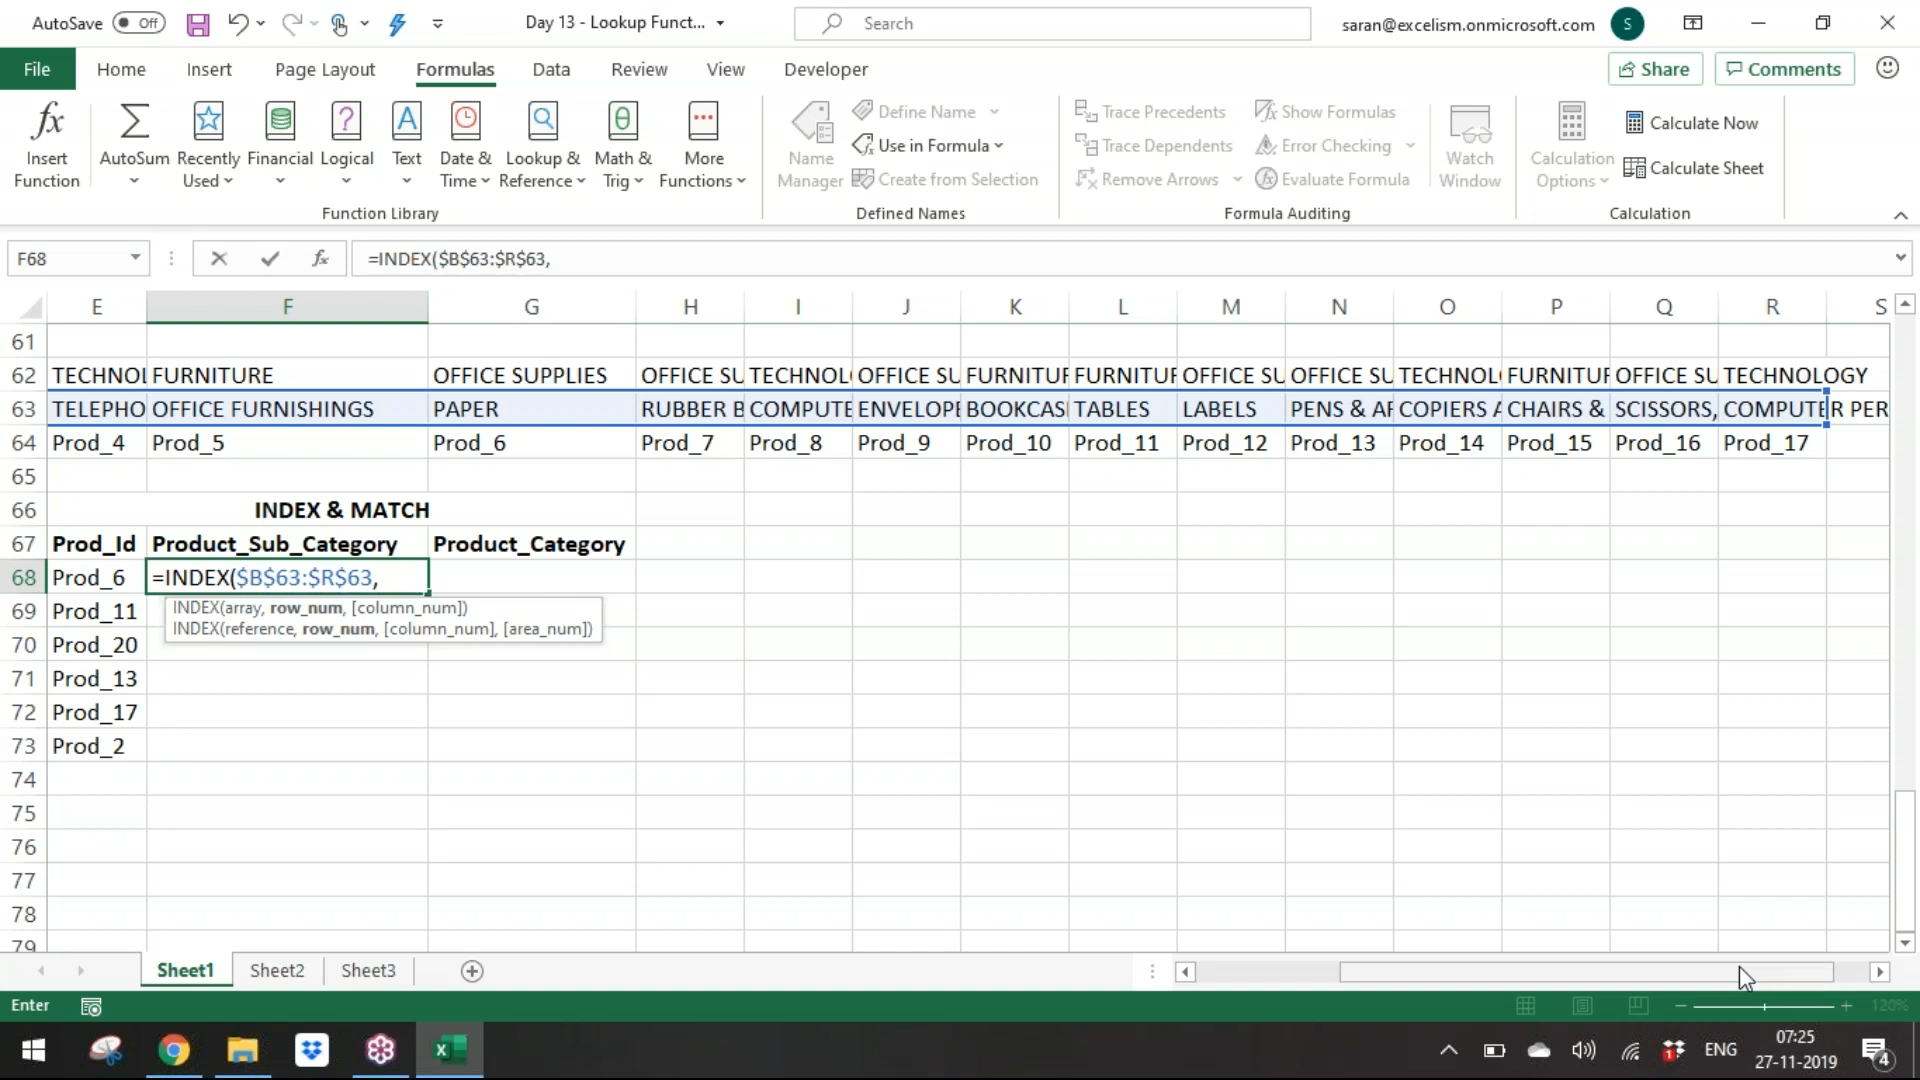 AutoSave Off Day 13 - Lookup Funct... Search saran@excelism.onmicrosoft.com S
File Home Insert Page Layout Formulas Data Review View Developer Share Comments
Insert Function
AutoSum
Recently Used
Financial
Logical
Text
Date & Time
Lookup & Reference
Math & Trig
More Functions
Function Library
Name Manager
Define Name
Use in Formula
Create from Selection
Defined Names
Trace Precedents
Trace Dependents
Remove Arrows
Show Formulas
Error Checking
Evaluate Formula
Formula Auditing
Watch Window
Calculation Options
Calculate Now
Calculate Sheet
Calculation
F68 fx =INDEX($B$63:$R$63,
E F G H I J K L M N O P Q R S
61
62 TECHNOL FURNITURE OFFICE SUPPLIES OFFICE SU TECHNOL OFFICE SU FURNITUR FURNITUR OFFICE SU OFFICE SU TECHNOL FURNITUR OFFICE SU TECHNOLOGY
63 TELEPHO OFFICE FURNISHINGS PAPER RUBBER B COMPUTE ENVELOPE BOOKCAS TABLES LABELS PENS & AR COPIERS A CHAIRS & SCISSORS, COMPUTER PER
64 Prod_4 Prod_5 Prod_6 Prod_7 Prod_8 Prod_9 Prod_10 Prod_11 Prod_12 Prod_13 Prod_14 Prod_15 Prod_16 Prod_17
65
66 INDEX & MATCH
67 Prod_Id Product_Sub_Category Product_Category
68 Prod_6 =INDEX($B$63:$R$63,
INDEX(array, row_num, [column_num])
INDEX(reference, row_num, [column_num], [area_num])
69 Prod_11
70 Prod_20
71 Prod_13
72 Prod_17
73 Prod_2
74
75
76
77
78
79
Sheet1 Sheet2 Sheet3
Enter 120%
ENG 07:25
27-11-2019
1
4